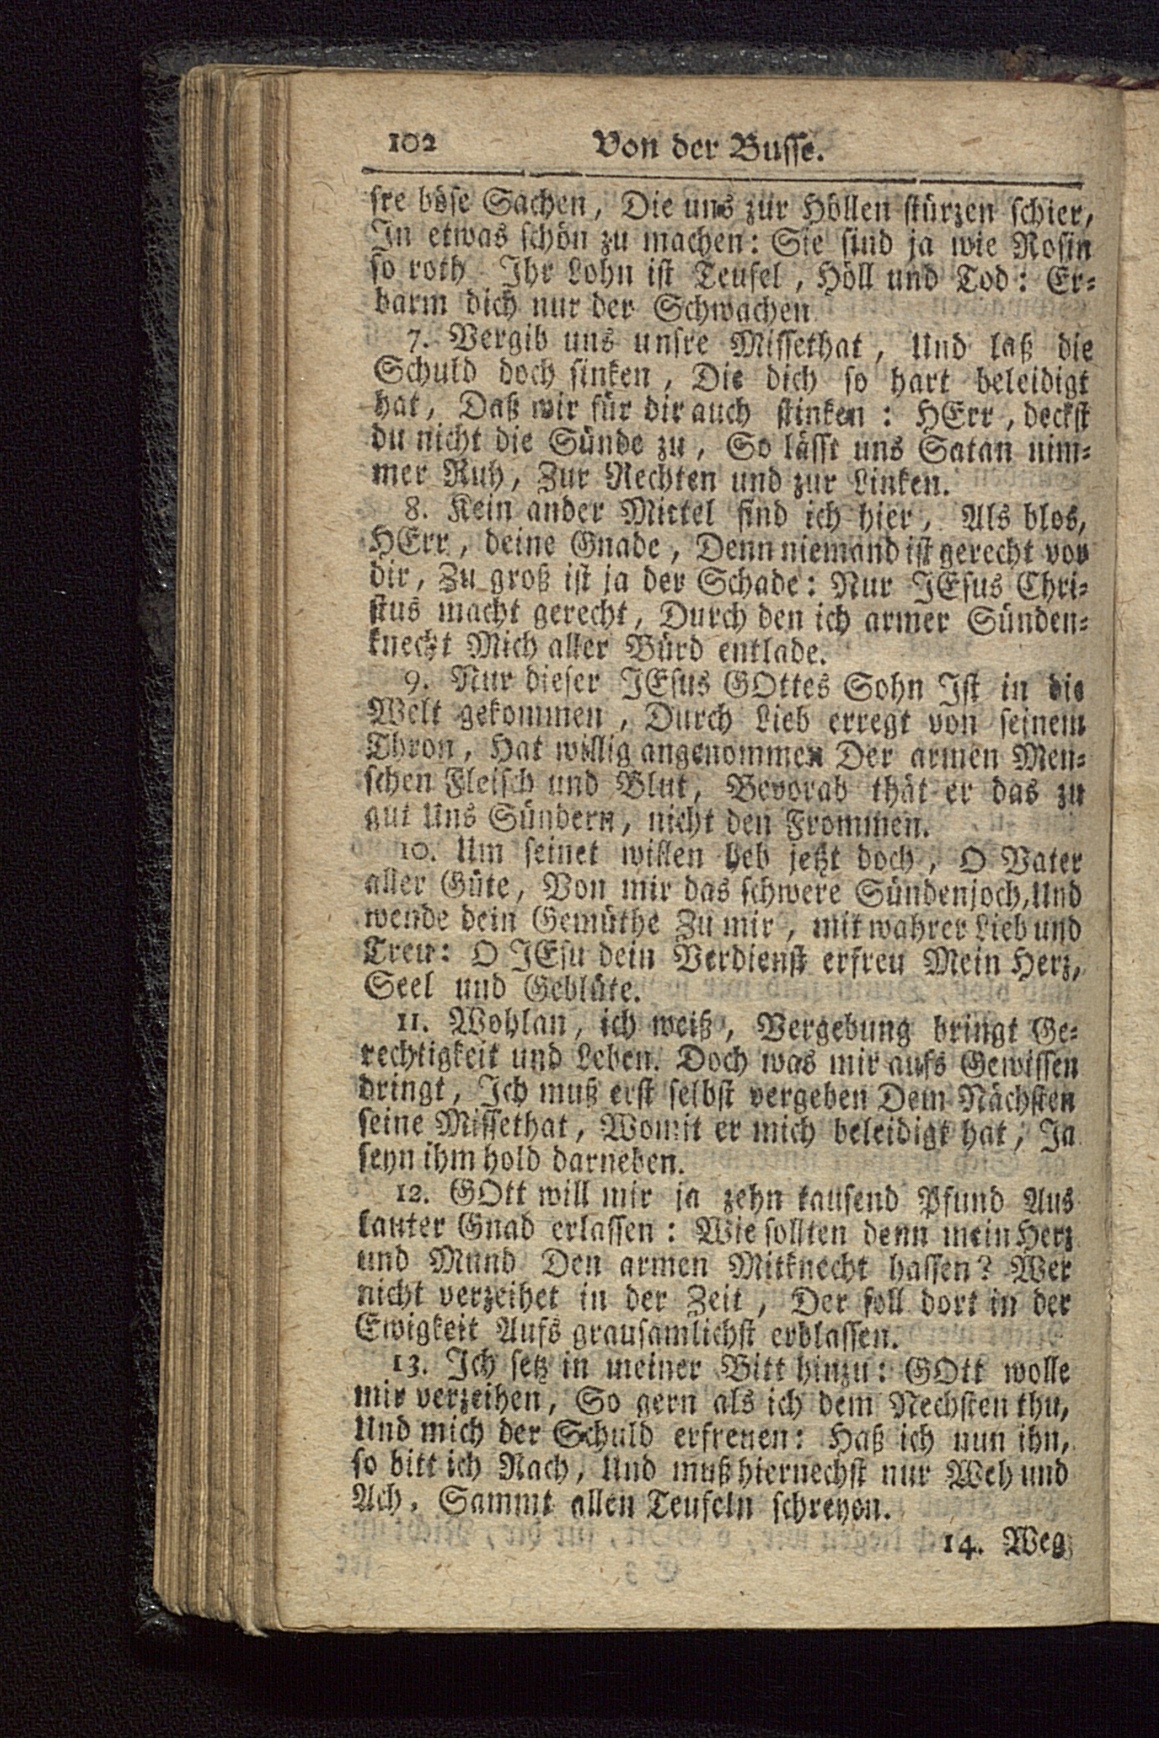 102 Von der Busse.
sre böse Sachen, Die uns zur Höllen stürzen schier,
In etwas schön zu machen: Sie sind ja wie Rosin
so roth Ihr Lohn ist Teufel, Höll und Tod: Er-
barm dich nur der Schwachen
7. Vergib uns unsre Missethat, Und laß die
Schuld doch sinken, Die dich so hart beleidigt
hat, Daß wir für dir auch stinken: HErr, deckst
du nicht die Sünde zu, So lässt uns Satan nim-
mer Ruh, Zur Rechten und zur Linken.
8. Kein ander Mittel find ich hier, Als blos,
HErr, deine Gnade, Denn niemand ist gerecht vor
dir, Zu groß ist ja der Schade: Nur JEsus Chri-
stus macht gerecht, Durch den ich armer Sünden-
knecht Mich aller Bürd entlade.
9. Nur dieser JEsus GOttes Sohn Ist in die
Welt gekommen, Durch Lieb erregt von seinem
Thron, Hat willig angenommen Der armen Men-
schen Fleisch und Blut, Bevorab thät er das zu
gut Uns Sündern, nicht den Frommen.
10. Um seinet willen heb jetzt doch, O Vater
aller Güte, Von mir das schwere Sündenjoch, Und
wende dein Gemüthe Zu mir, mit wahrer Lieb und
Treu: O JEsu dein Verdienst erfreu Mein Herz,
Seel und Geblüte.
11. Wohlan, ich weiß, Vergebung bringt Ge-
rechtigkeit und Leben. Doch was mir aufs Gewissen
dringt, Ich muß erst selbst vergeben Dem Nächsten
seine Missethat, Womit er mich beleidigt hat, Ja
seyn ihm hold darneben.
12. GOtt will mir ja zehn tausend Pfund Aus
lauter Gnad erlassen: Wie sollten denn mein Herz
und Mund Den armen Mitknecht hassen? Wer
nicht verzeihet in der Zeit, Der soll dort in der
Ewigkeit Aufs grausamlichst erblassen.
13. Ich setz in meiner Bitt hinzu: GOtt wolle
mir verzeihen, So gern als ich dem Nechsten thu,
Und mich der Schuld erfreuen: Haß ich nun ihn,
so bitt ich Rach, Und muß hiernechst nur Weh und
Ach, Sammt allen Teufeln schreyen.
14. Weg